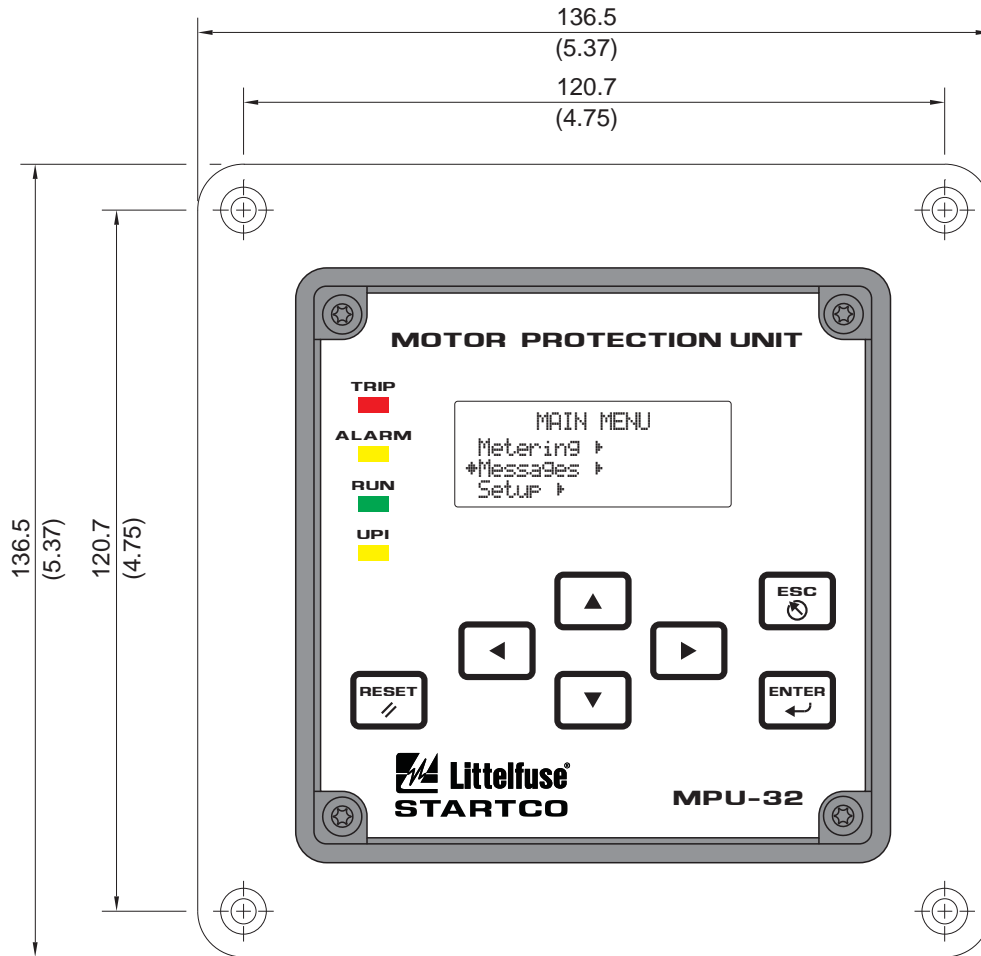 136.5
(5.37)
120.7
(4.75)
136.5
(5.37)
120.7
(4.75)
MOTOR PROTECTION UNIT
TRIP
ALARM
RUN
UPI
MAIN MENU
Metering
Messages
Setup
ESC
RESET
ENTER
Littelfuse®
STARTCO
MPU-32